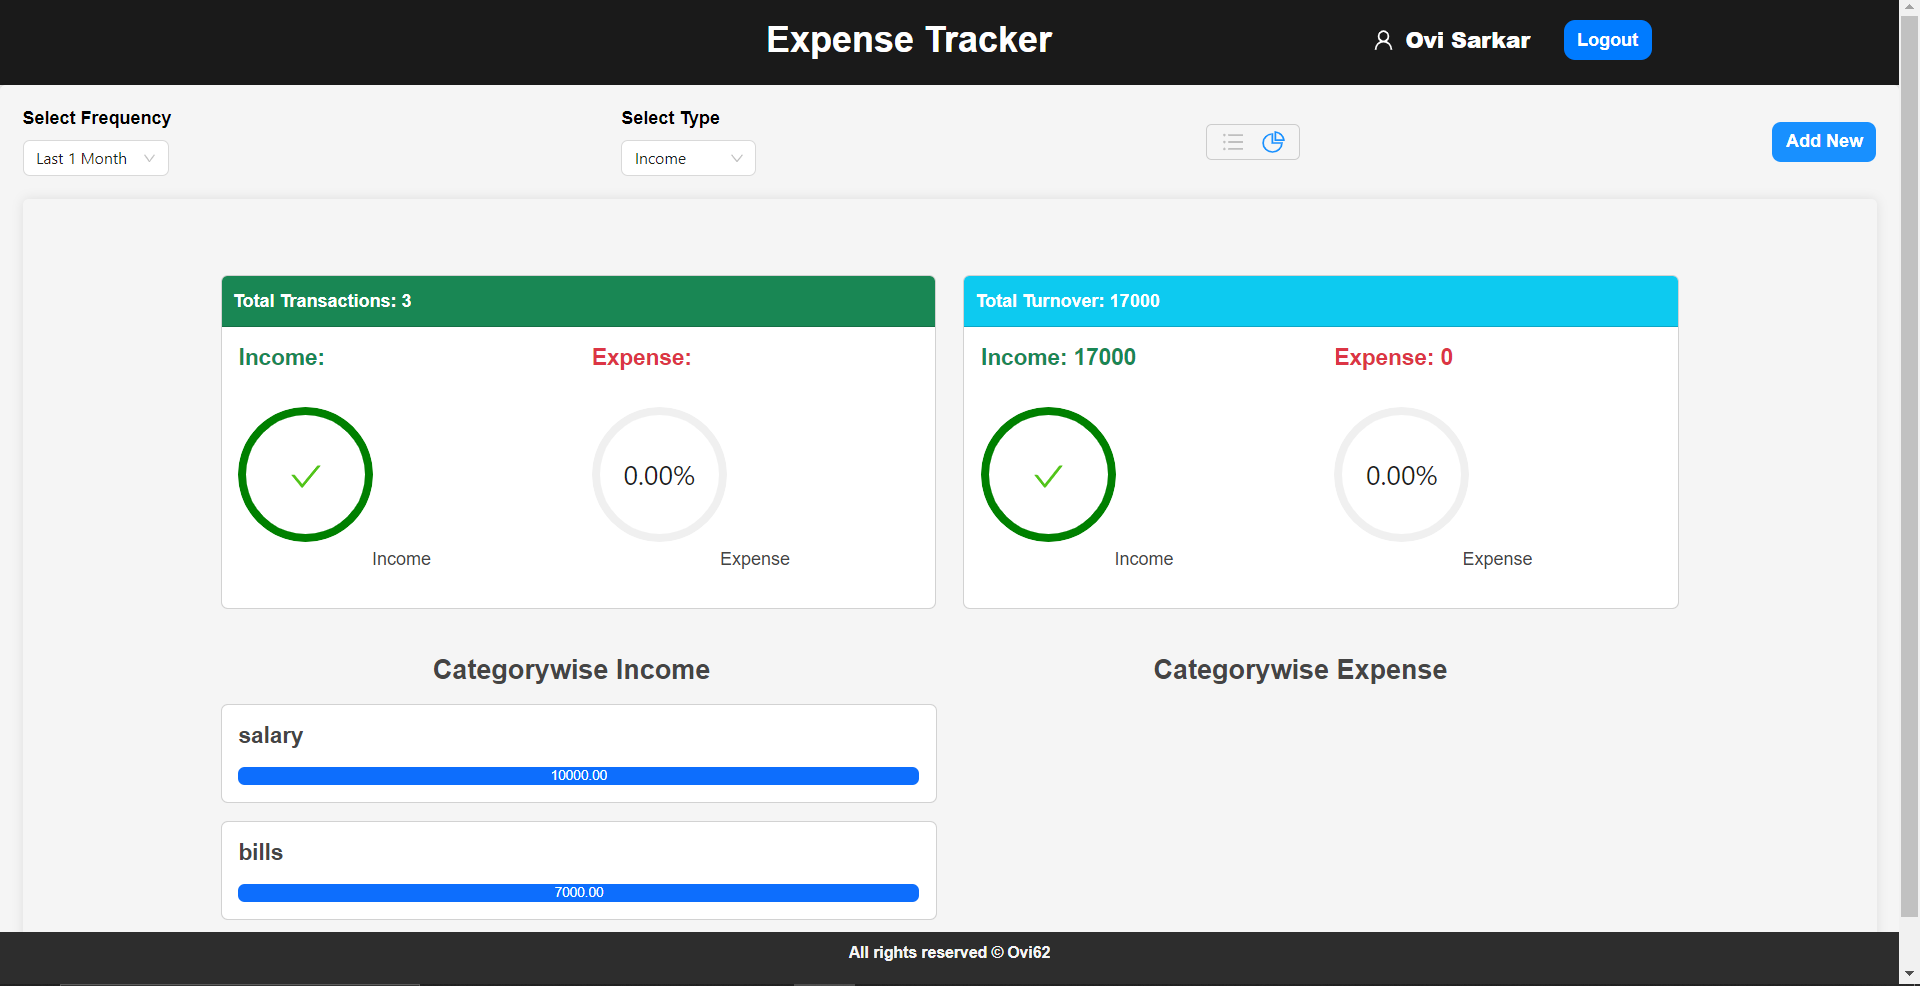 Expense Tracker
Ovi Sarkar
Logout
Select Frequency
Last 1 Month
Select Type
Income
Add New
Total Transactions: 3
Income:
Expense:
0.00%
Income
Expense
Total Turnover: 17000
Income: 17000
Expense: 0
0.00%
Income
Expense
Categorywise Income
salary
10000.00
bills
7000.00
Categorywise Expense
All rights reserved © Ovi62